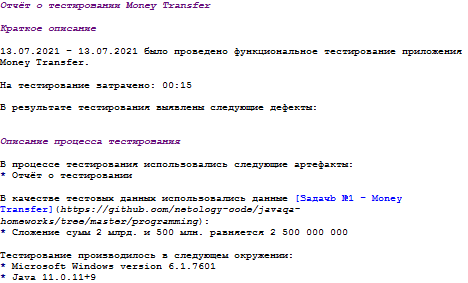 Отчёт о тестировании Money Transfer
Краткое описание
13.07.2021 - 13.07.2021 было проведено функциональное тестирование приложения
Money Transfer.
На тестирование затрачено: 00:15
В результате тестирования выявлены следующие дефекты:
Описание процесса тестирования
В процессе тестирования использовались следующие артефакты:
* Отчёт о тестировании
В качестве тестовых данных использовались данные [Задачь №1 - Money
Transfer](https://github.com/netology-code/javaqa-
homeworks/tree/master/programming):
* Сложение сумм 2 млрд. и 500 млн. равняется 2 500 000 000
Тестирование производилось в следующем окружении:
* Microsoft Windows version 6.1.7601
* Java 11.0.11+9